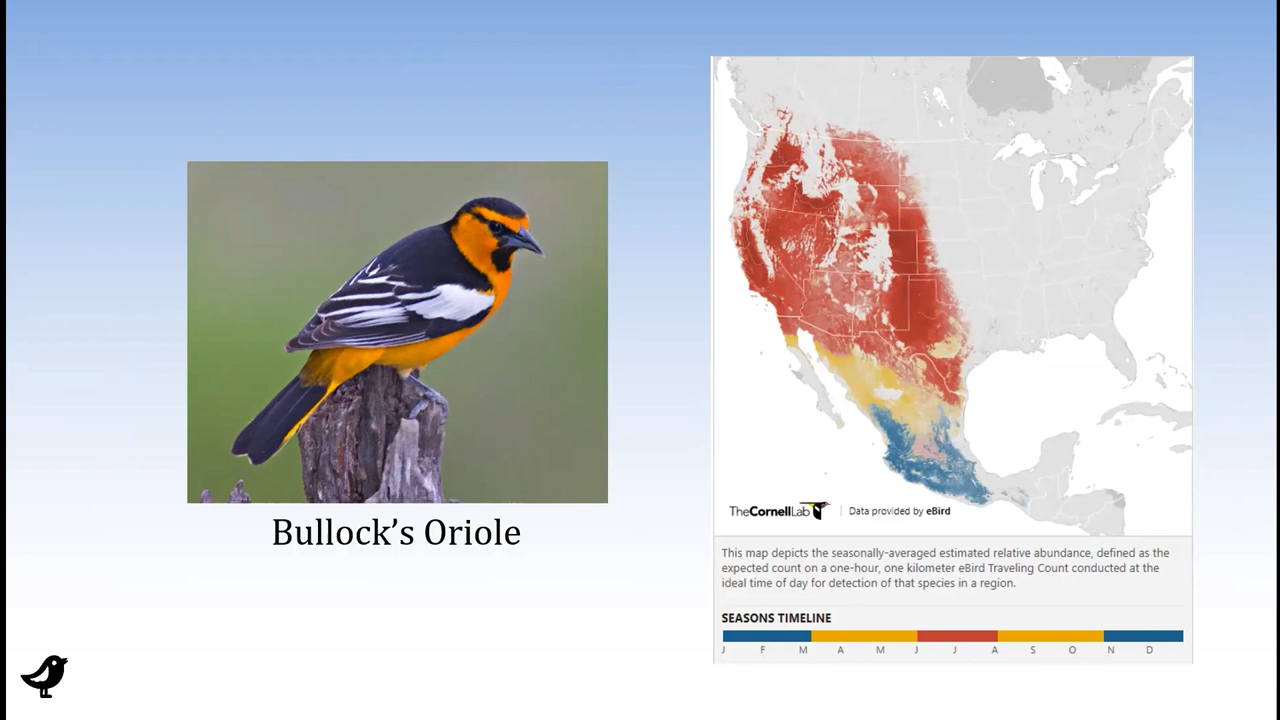 Bullock’s Oriole
TheCornellLab Data provided by eBird
This map depicts the seasonally-averaged estimated relative abundance, defined as the
expected count on a one-hour, one kilometer eBird Traveling Count conducted at the
ideal time of day for detection of that species in a region.
SEASONS TIMELINE
J F M A M J J A S O N D